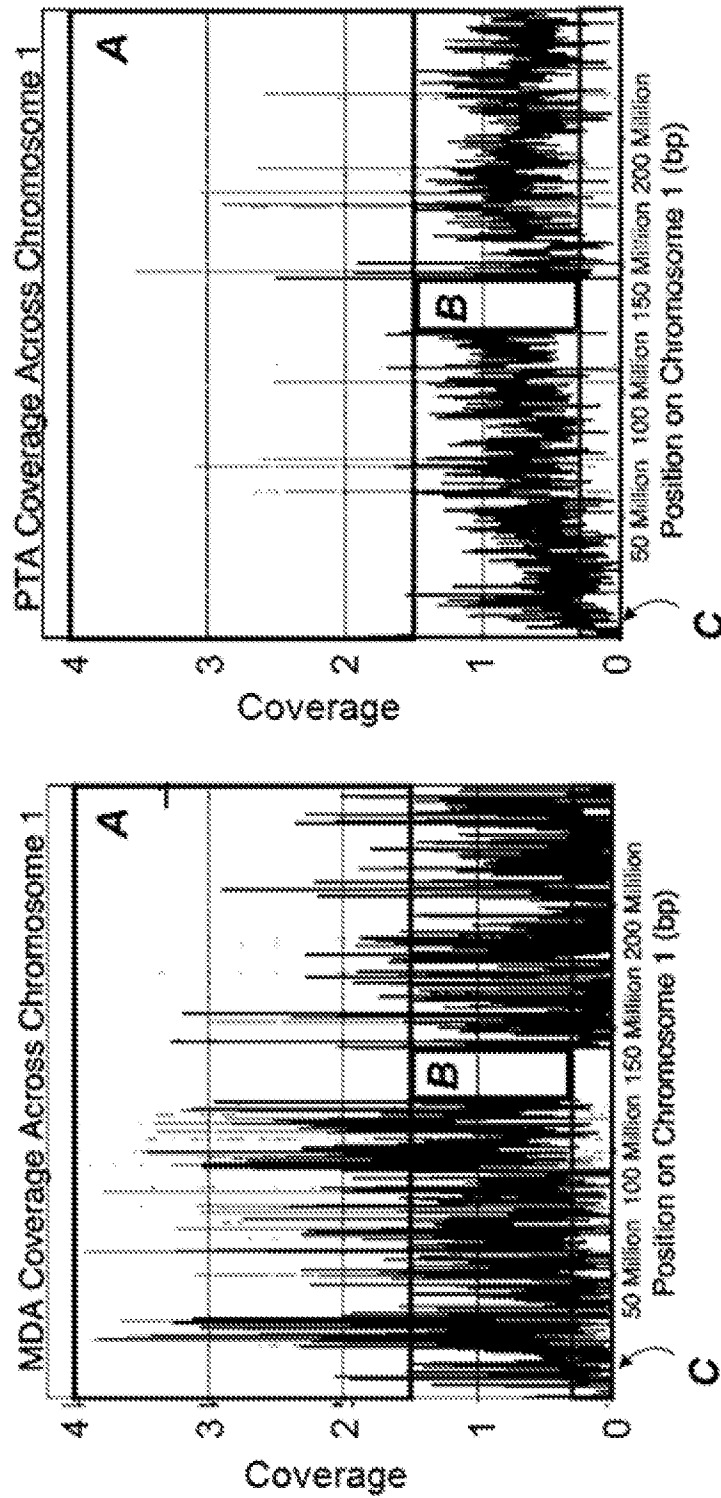 MDA Coverage Across Chromosome 1
A
4
3
2
1
0
Coverage
B
50 Million 100 Million 150 Million 200 Million
Position on Chromosome 1 (bp)
C
PTA Coverage Across Chromosome 1
A
4
3
2
1
0
Coverage
B
50 Million 100 Million 150 Million 200 Million
Position on Chromosome 1 (bp)
C